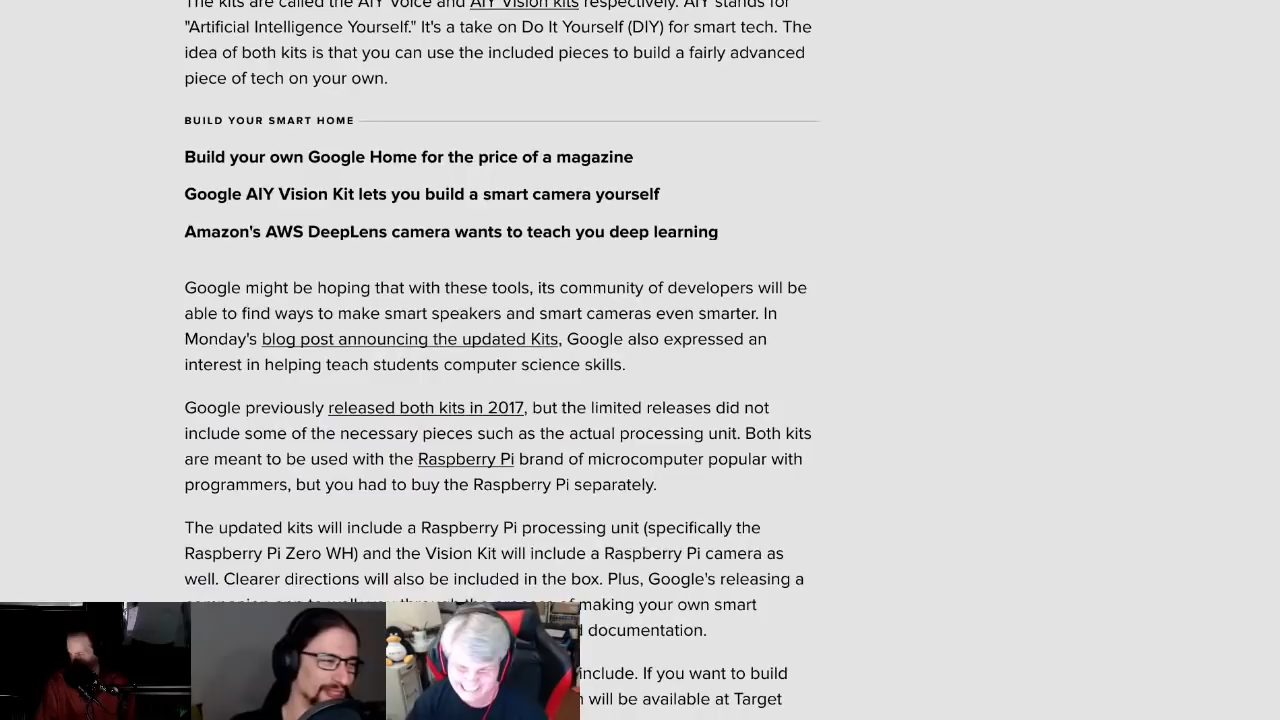 The kits are called the AIY Voice and AIY Vision kits respectively. AIY stands for
"Artificial Intelligence Yourself." It's a take on Do It Yourself (DIY) for smart tech. The
idea of both kits is that you can use the included pieces to build a fairly advanced
piece of tech on your own.
BUILD YOUR SMART HOME
Build your own Google Home for the price of a magazine
Google AIY Vision Kit lets you build a smart camera yourself
Amazon's AWS DeepLens camera wants to teach you deep learning
Google might be hoping that with these tools, its community of developers will be
able to find ways to make smart speakers and smart cameras even smarter. In
Monday's blog post announcing the updated Kits, Google also expressed an
interest in helping teach students computer science skills.
Google previously released both kits in 2017, but the limited releases did not
include some of the necessary pieces such as the actual processing unit. Both kits
are meant to be used with the Raspberry Pi brand of microcomputer popular with
programmers, but you had to buy the Raspberry Pi separately.
The updated kits will include a Raspberry Pi processing unit (specifically the
Raspberry Pi Zero WH) and the Vision Kit will include a Raspberry Pi camera as
well. Clearer directions will also be included in the box. Plus, Google's releasing a
making your own smart
documentation.
include. If you want to build
will be available at Target